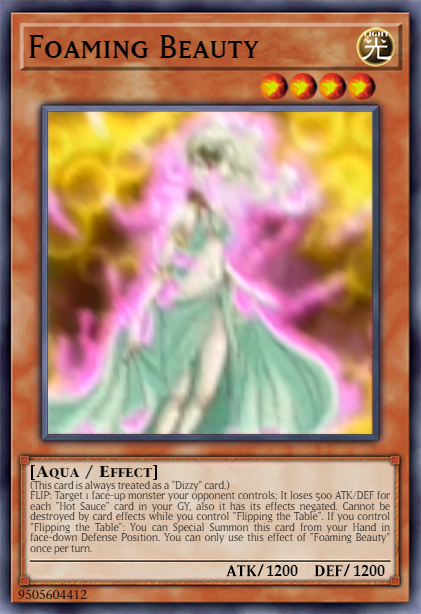 FOAMING BEAUTY
LIGHT
光
[AQUA / EFFECT]
(This card is always treated as a "Dizzy" card.)
FLIP: Target 1 face-up monster your opponent controls; It loses 500 ATK/DEF for
each "Hot Sauce" card in your GY, also it has its effects negated. Cannot be
destroyed by card effects while you control "Flipping the Table". If you control
"Flipping the Table": You can Special Summon this card from your Hand in
face-down Defense Position. You can only use this effect of "Foaming Beauty"
once per turn.
ATK/1200 DEF/1200
9505604412